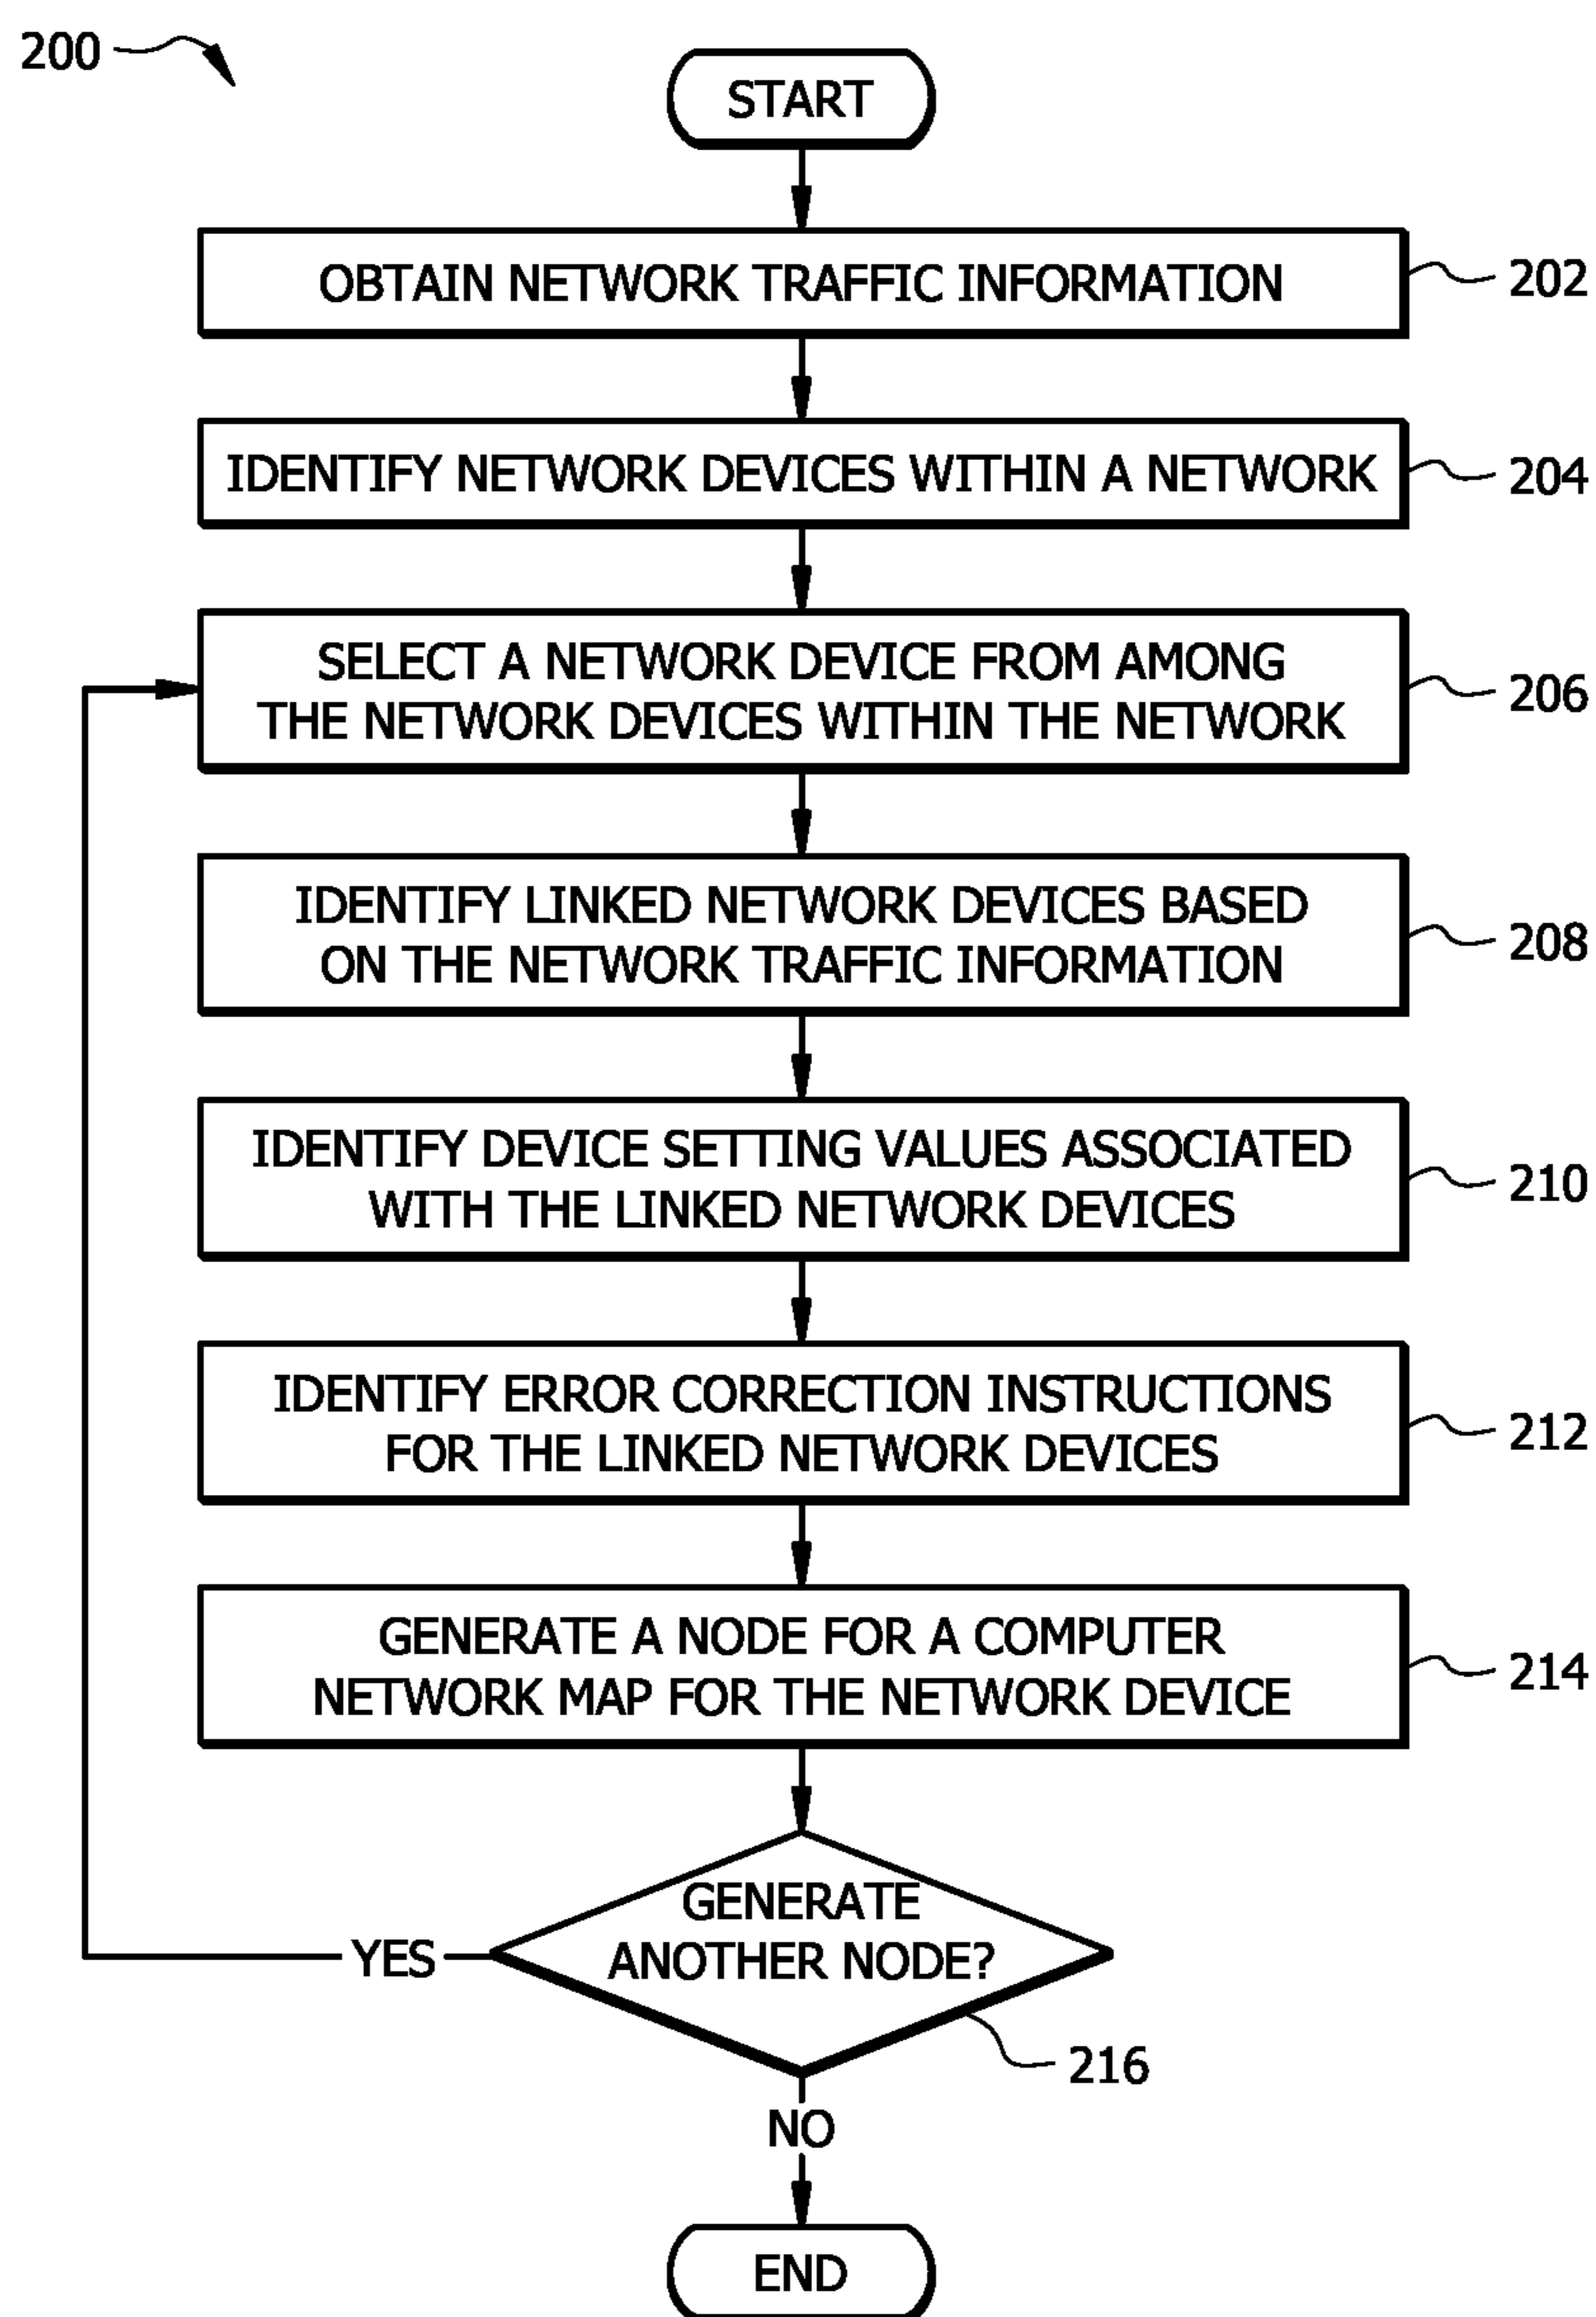 200
START
OBTAIN NETWORK TRAFFIC INFORMATION
202
IDENTIFY NETWORK DEVICES WITHIN A NETWORK
204
SELECT A NETWORK DEVICE FROM AMONG
THE NETWORK DEVICES WITHIN THE NETWORK
206
IDENTIFY LINKED NETWORK DEVICES BASED
ON THE NETWORK TRAFFIC INFORMATION
208
IDENTIFY DEVICE SETTING VALUES ASSOCIATED
WITH THE LINKED NETWORK DEVICES
210
IDENTIFY ERROR CORRECTION INSTRUCTIONS
FOR THE LINKED NETWORK DEVICES
212
GENERATE A NODE FOR A COMPUTER
NETWORK MAP FOR THE NETWORK DEVICE
214
GENERATE
ANOTHER NODE?
YES
216
NO
END